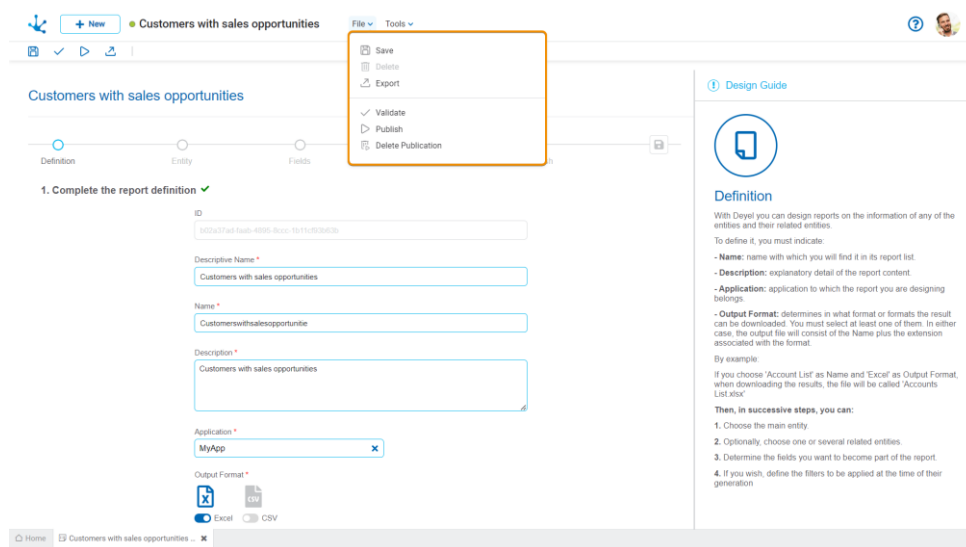 + New
Customers with sales opportunities
File
Tools
Save
Delete
Export
Validate
Publish
Delete Publication
Customers with sales opportunities
Definition
Entity
Fields
1. Complete the report definition
ID
Descriptive Name *
Customers with sales opportunities
Name *
Customerswithsalesopportunitie
Description *
Customers with sales opportunities
Application *
MyApp
Output Format *
CSV
Excel
CSV
Design Guide
Definition
With Deyel you can design reports on the information of any of the
entities and their related entities.
To define it, you must indicate:
- Name: name with which you will find it in its report list.
- Description: explanatory detail of the report content.
- Application: application to which the report you are designing
belongs.
- Output Format: determines in what format or formats the result
can be downloaded. You must select at least one of them. In either
case, the output file will consist of the Name plus the extension
associated with the format.
By example:
If you choose 'Account List' as Name and 'Excel' as Output Format,
when downloading the results, the file will be called 'Accounts
List.xlsx'
Then, in successive steps, you can:
1. Choose the main entity.
2. Optionally, choose one or several related entities.
3. Determine the fields you want to become part of the report.
4. If you wish, define the filters to be applied at the time of their
generation
Home
Customers with sales opportunities ...